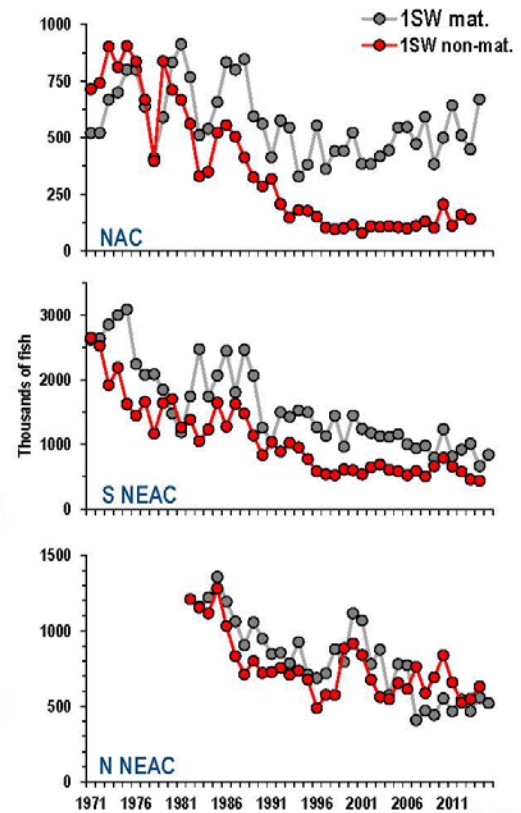 1SW mat.
1SW non-mat.
1000
750
500
250
0
NAC
Thousands of fish
3000
2000
1000
0
S NEAC
1500
1000
500
0
N NEAC
1971 1976 1981 1986 1991 1996 2001 2006 2011